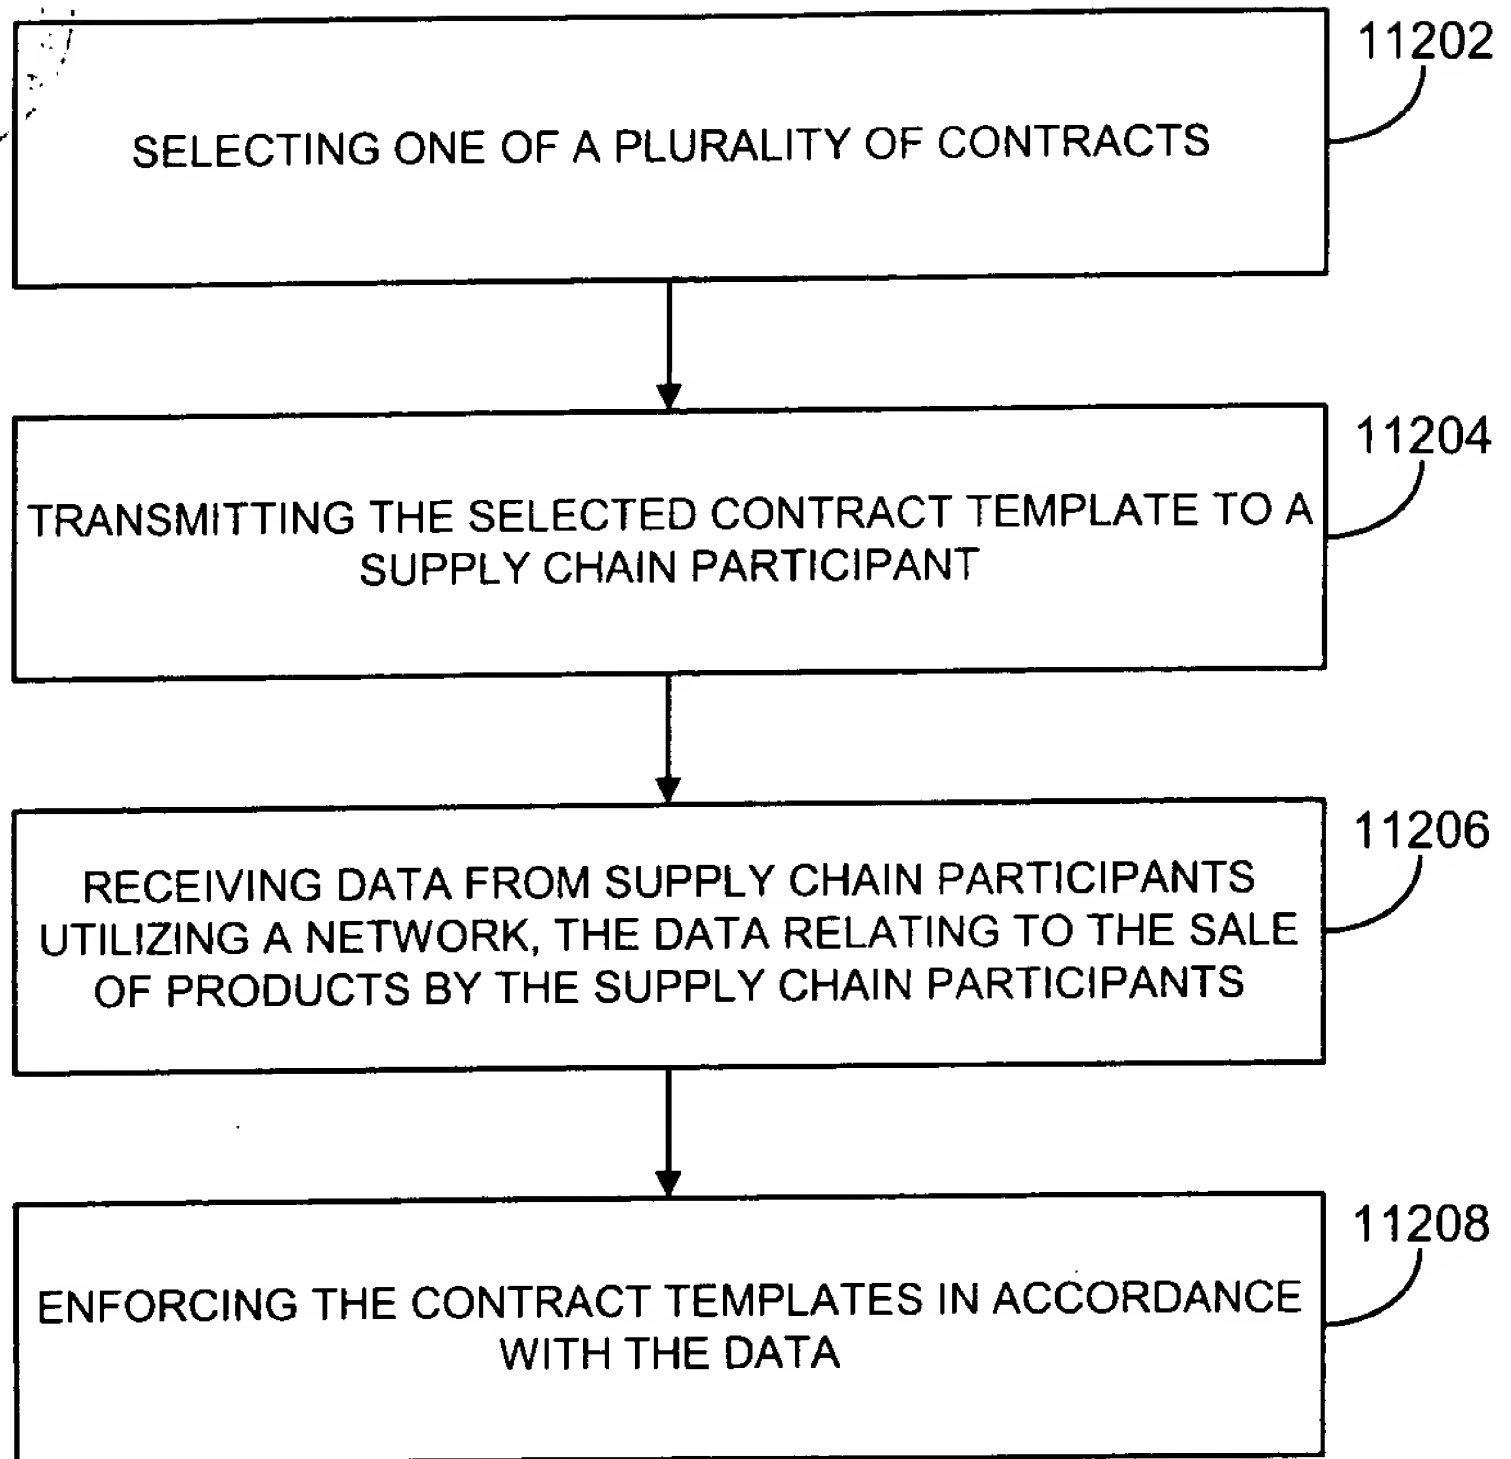 11202
SELECTING ONE OF A PLURALITY OF CONTRACTS
11204
TRANSMITTING THE SELECTED CONTRACT TEMPLATE TO A
SUPPLY CHAIN PARTICIPANT
11206
RECEIVING DATA FROM SUPPLY CHAIN PARTICIPANTS
UTILIZING A NETWORK, THE DATA RELATING TO THE SALE
OF PRODUCTS BY THE SUPPLY CHAIN PARTICIPANTS
11208
ENFORCING THE CONTRACT TEMPLATES IN ACCORDANCE
WITH THE DATA